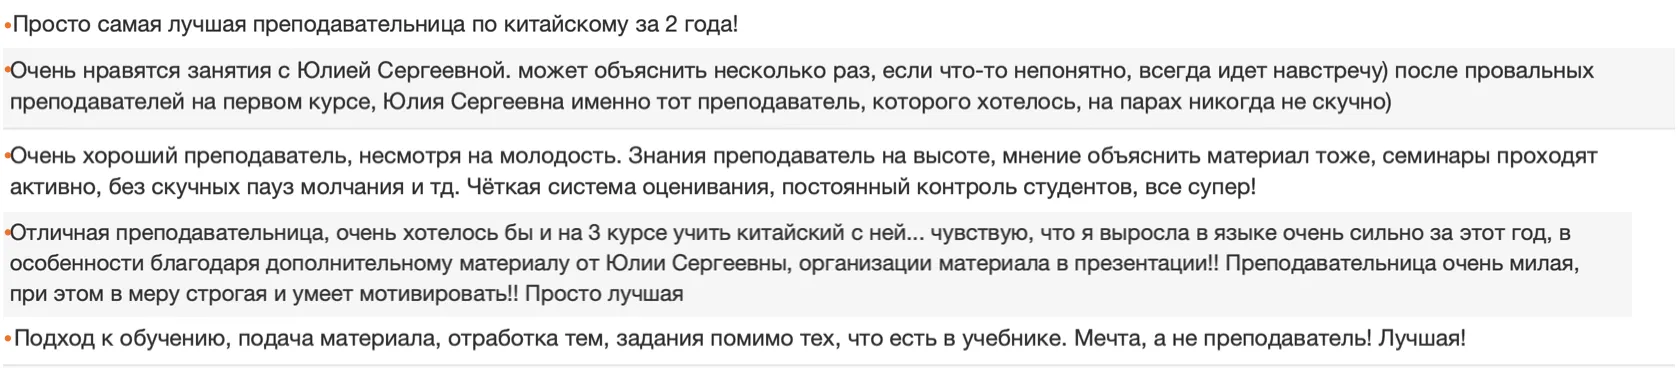 •Просто самая лучшая преподавательница по китайскому за 2 года!
•Очень нравятся занятия с Юлией Сергеевной. может объяснить несколько раз, если что-то непонятно, всегда идет навстречу) после провальных
преподавателей на первом курсе, Юлия Сергеевна именно тот преподаватель, которого хотелось, на парах никогда не скучно)
•Очень хороший преподаватель, несмотря на молодость. Знания преподаватель на высоте, мнение объяснить материал тоже, семинары проходят
активно, без скучных пауз молчания и тд. Чёткая система оценивания, постоянный контроль студентов, все супер!
•Отличная преподавательница, очень хотелось бы и на 3 курсе учить китайский с ней... чувствую, что я выросла в языке очень сильно за этот год, в
особенности благодаря дополнительному материалу от Юлии Сергеевны, организации материала в презентации!! Преподавательница очень милая,
при этом в меру строгая и умеет мотивировать!! Просто лучшая
•Подход к обучению, подача материала, отработка тем, задания помимо тех, что есть в учебнике. Мечта, а не преподаватель! Лучшая!